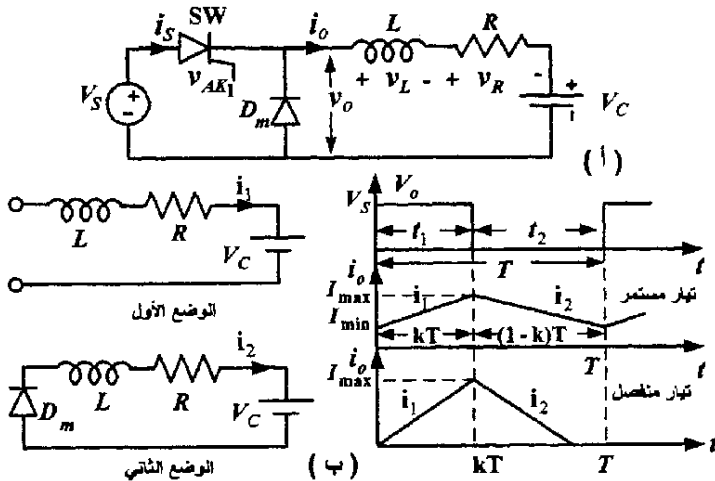 SW
i_S
i_o
L
R
V_S
v_AK1
D_m
v_o
+ v_L - + v_R
-
+
V_C
(أ)
i_1
L
R
V_C
الوضع الأول
i_2
D_m
L
R
V_C
الوضع الثاني
(ب)
V_o
V_S
t_1
t_2
T
t
i_o
I_max
I_min
i_1
i_2
تيار مستمر
kT
(1-k)T
T
t
i_o
I_max
i_1
i_2
تيار منفصل
kT
T
t